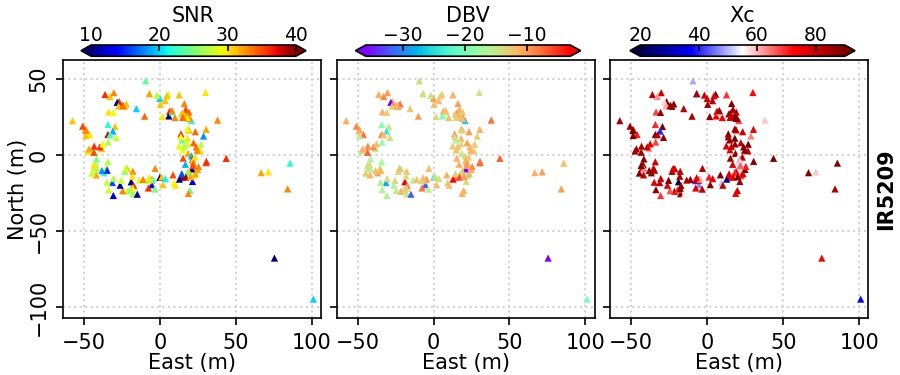 SNR DBV Xc
10 20 30 40 −30 −20 −10 20 40 60 80
50
0
−50
−100
North (m)
−50 0 50 100 −50 0 50 100 −50 0 50 100
East (m) East (m) East (m)
IR5209